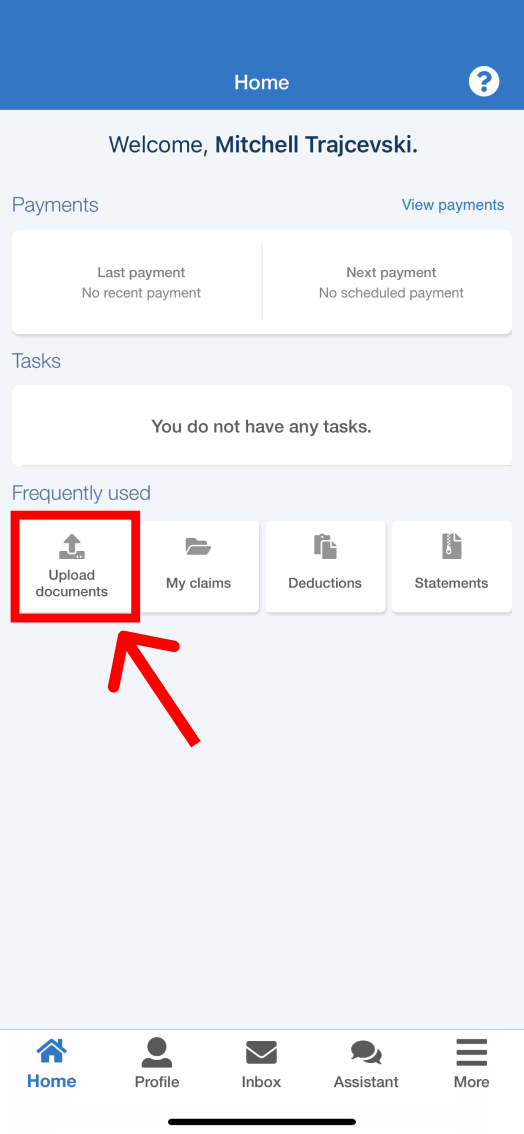 Home
?
Welcome, Mitchell Trajcevski.
Payments
View payments
Last payment
No recent payment
Next payment
No scheduled payment
Tasks
You do not have any tasks.
Frequently used
Upload
documents
My claims
Deductions
Statements
Home
Profile
Inbox
Assistant
More